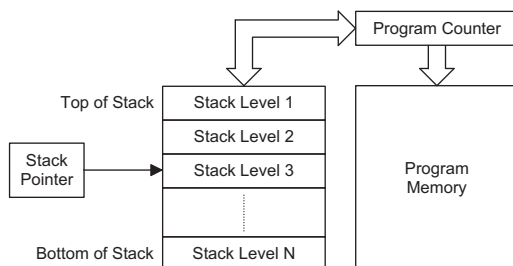 Program Counter
Top of Stack
Stack Level 1
Stack Level 2
Stack
Pointer
Stack Level 3
Program
Memory
Bottom of Stack
Stack Level N